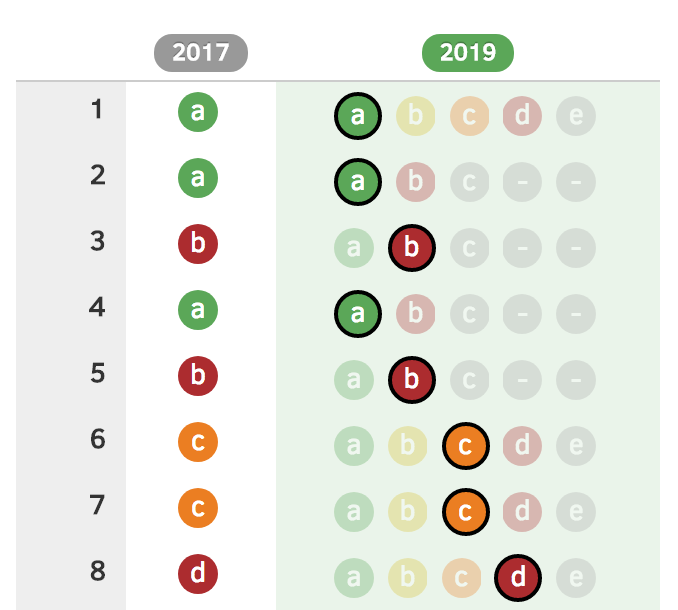 2017 2019
1 a a b c d e
2 a a b c - -
3 b a b c - -
4 a a b c - -
5 b a b c - -
6 c a b c d e
7 c a b c d e
8 d a b c d e